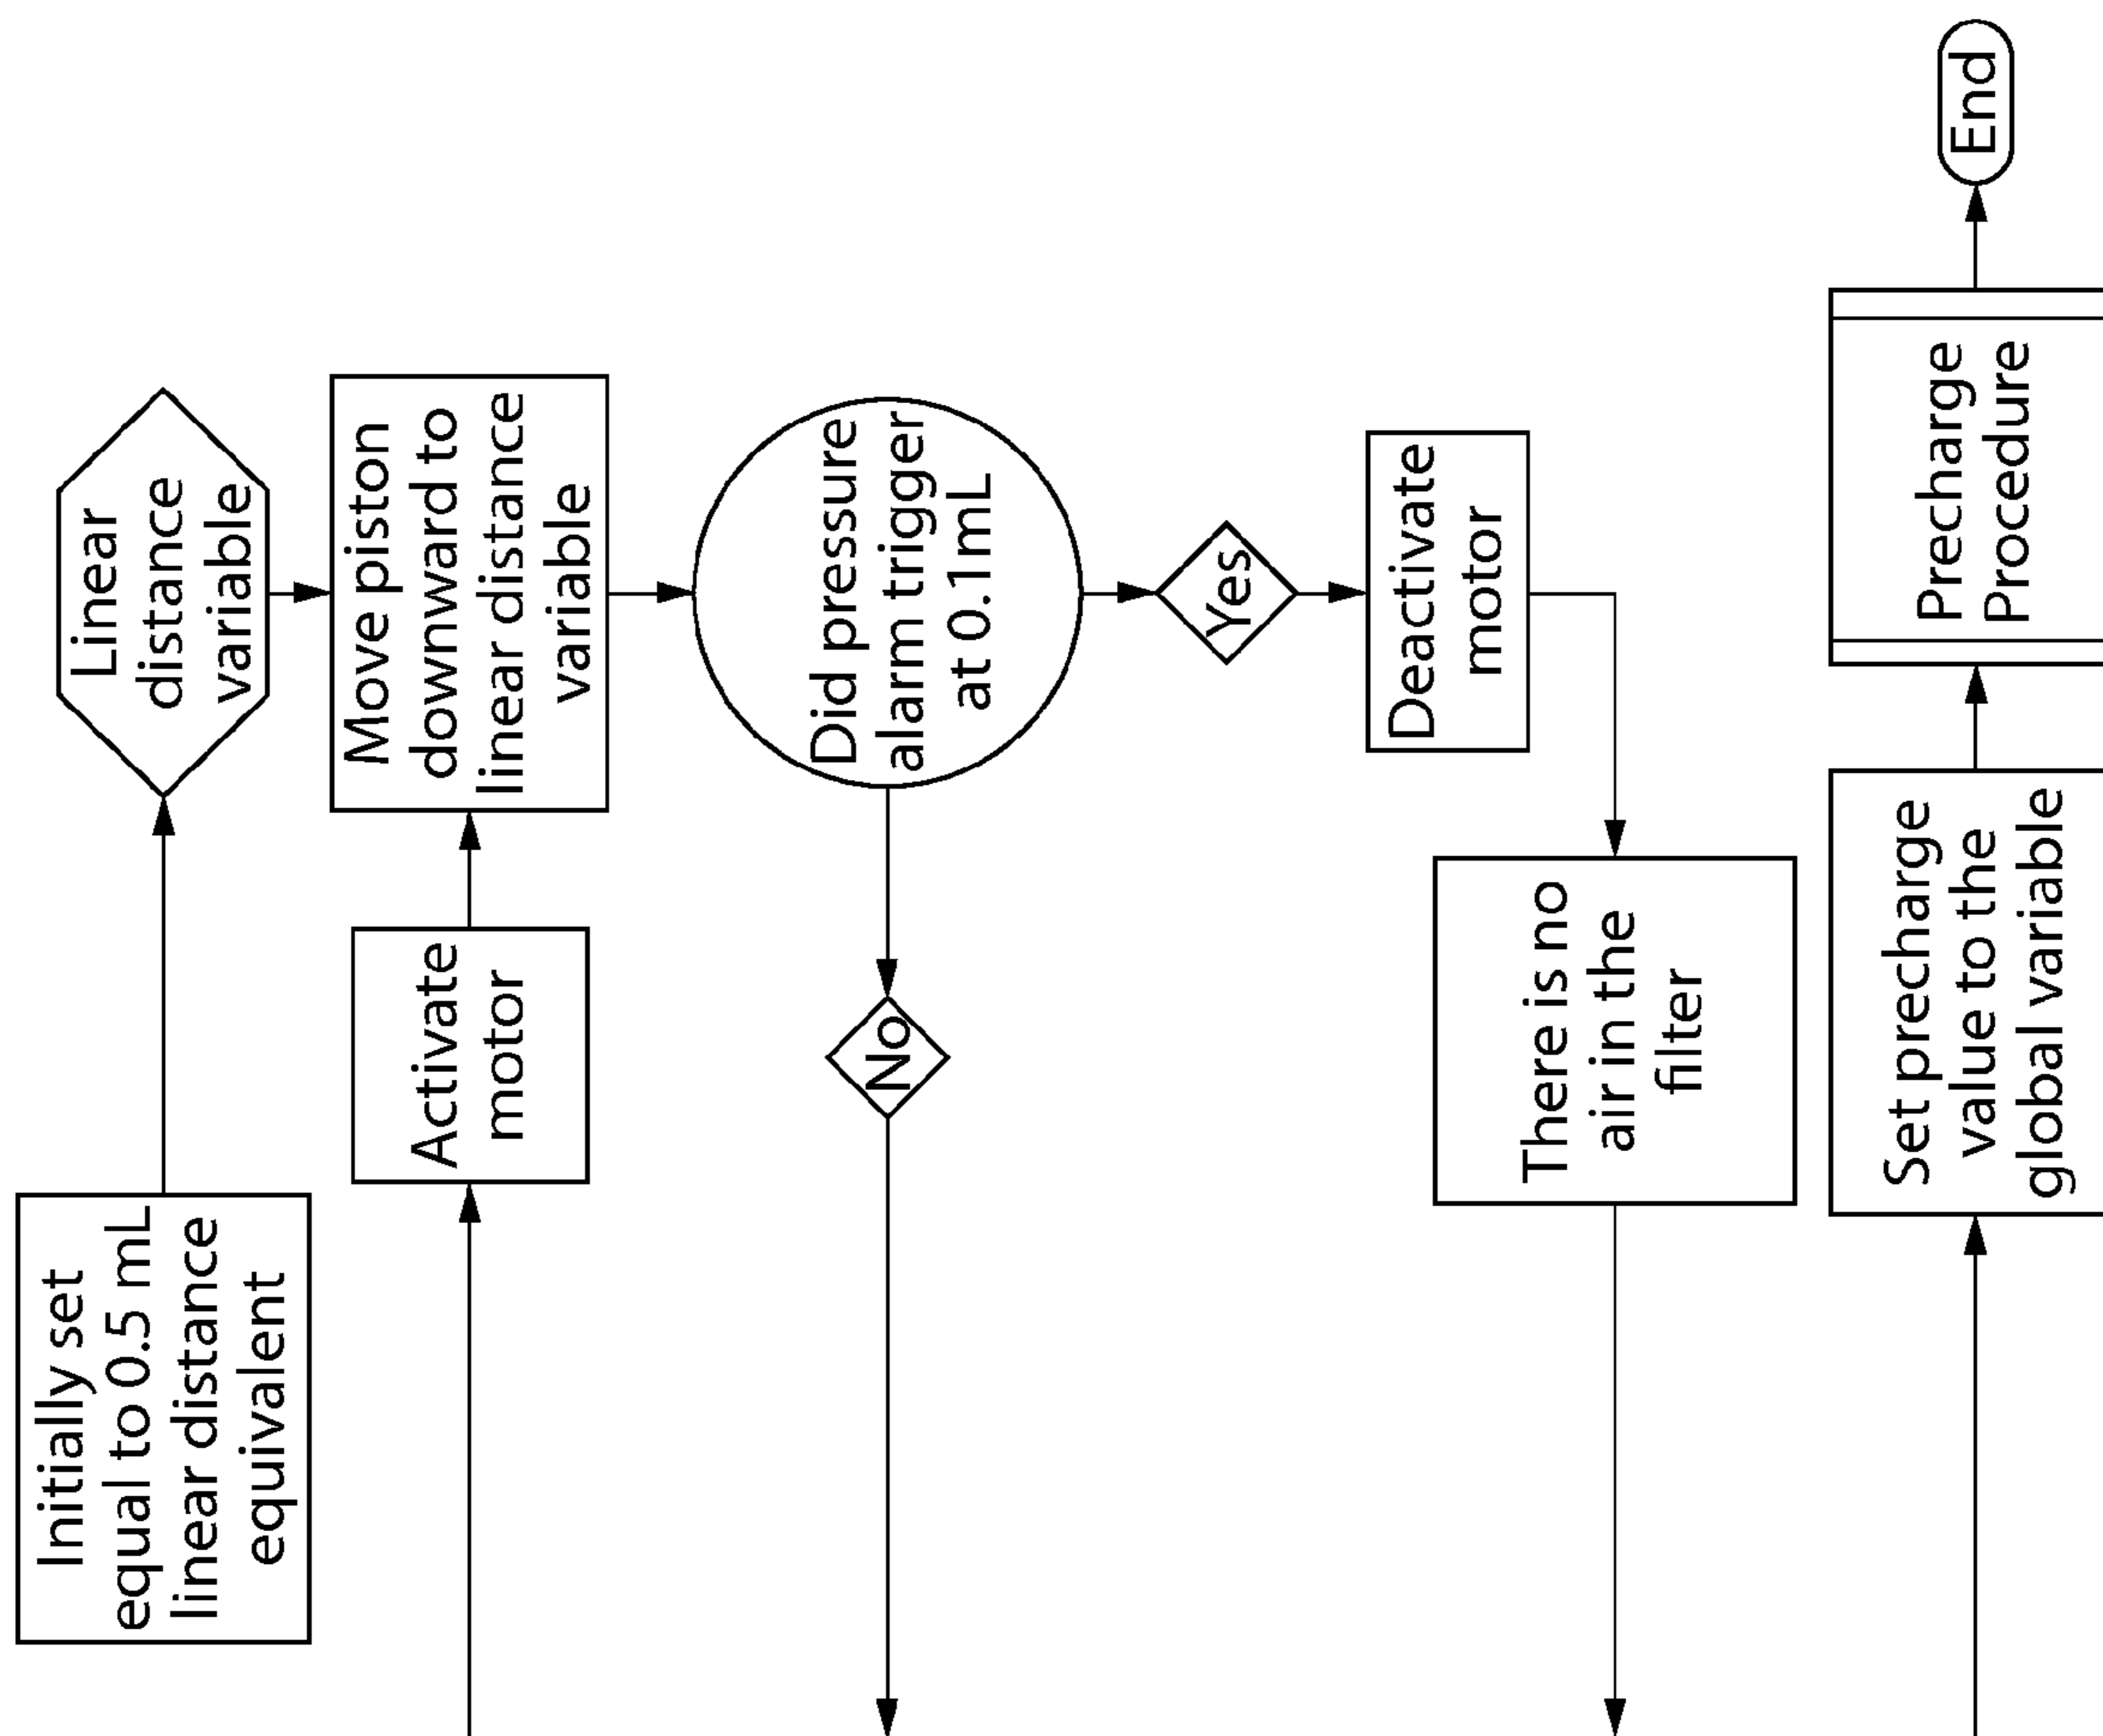 Initially set
equal to 0.5 mL
linear distance
equivalent
Linear
distance
variable
Activate
motor
Move piston
downward to
linear distance
variable
Did pressure
alarm trigger
at 0.1mL
No
Yes
Deactivate
motor
There is no
air in the
filter
Set precharge
value to the
global variable
Precharge
Procedure
End